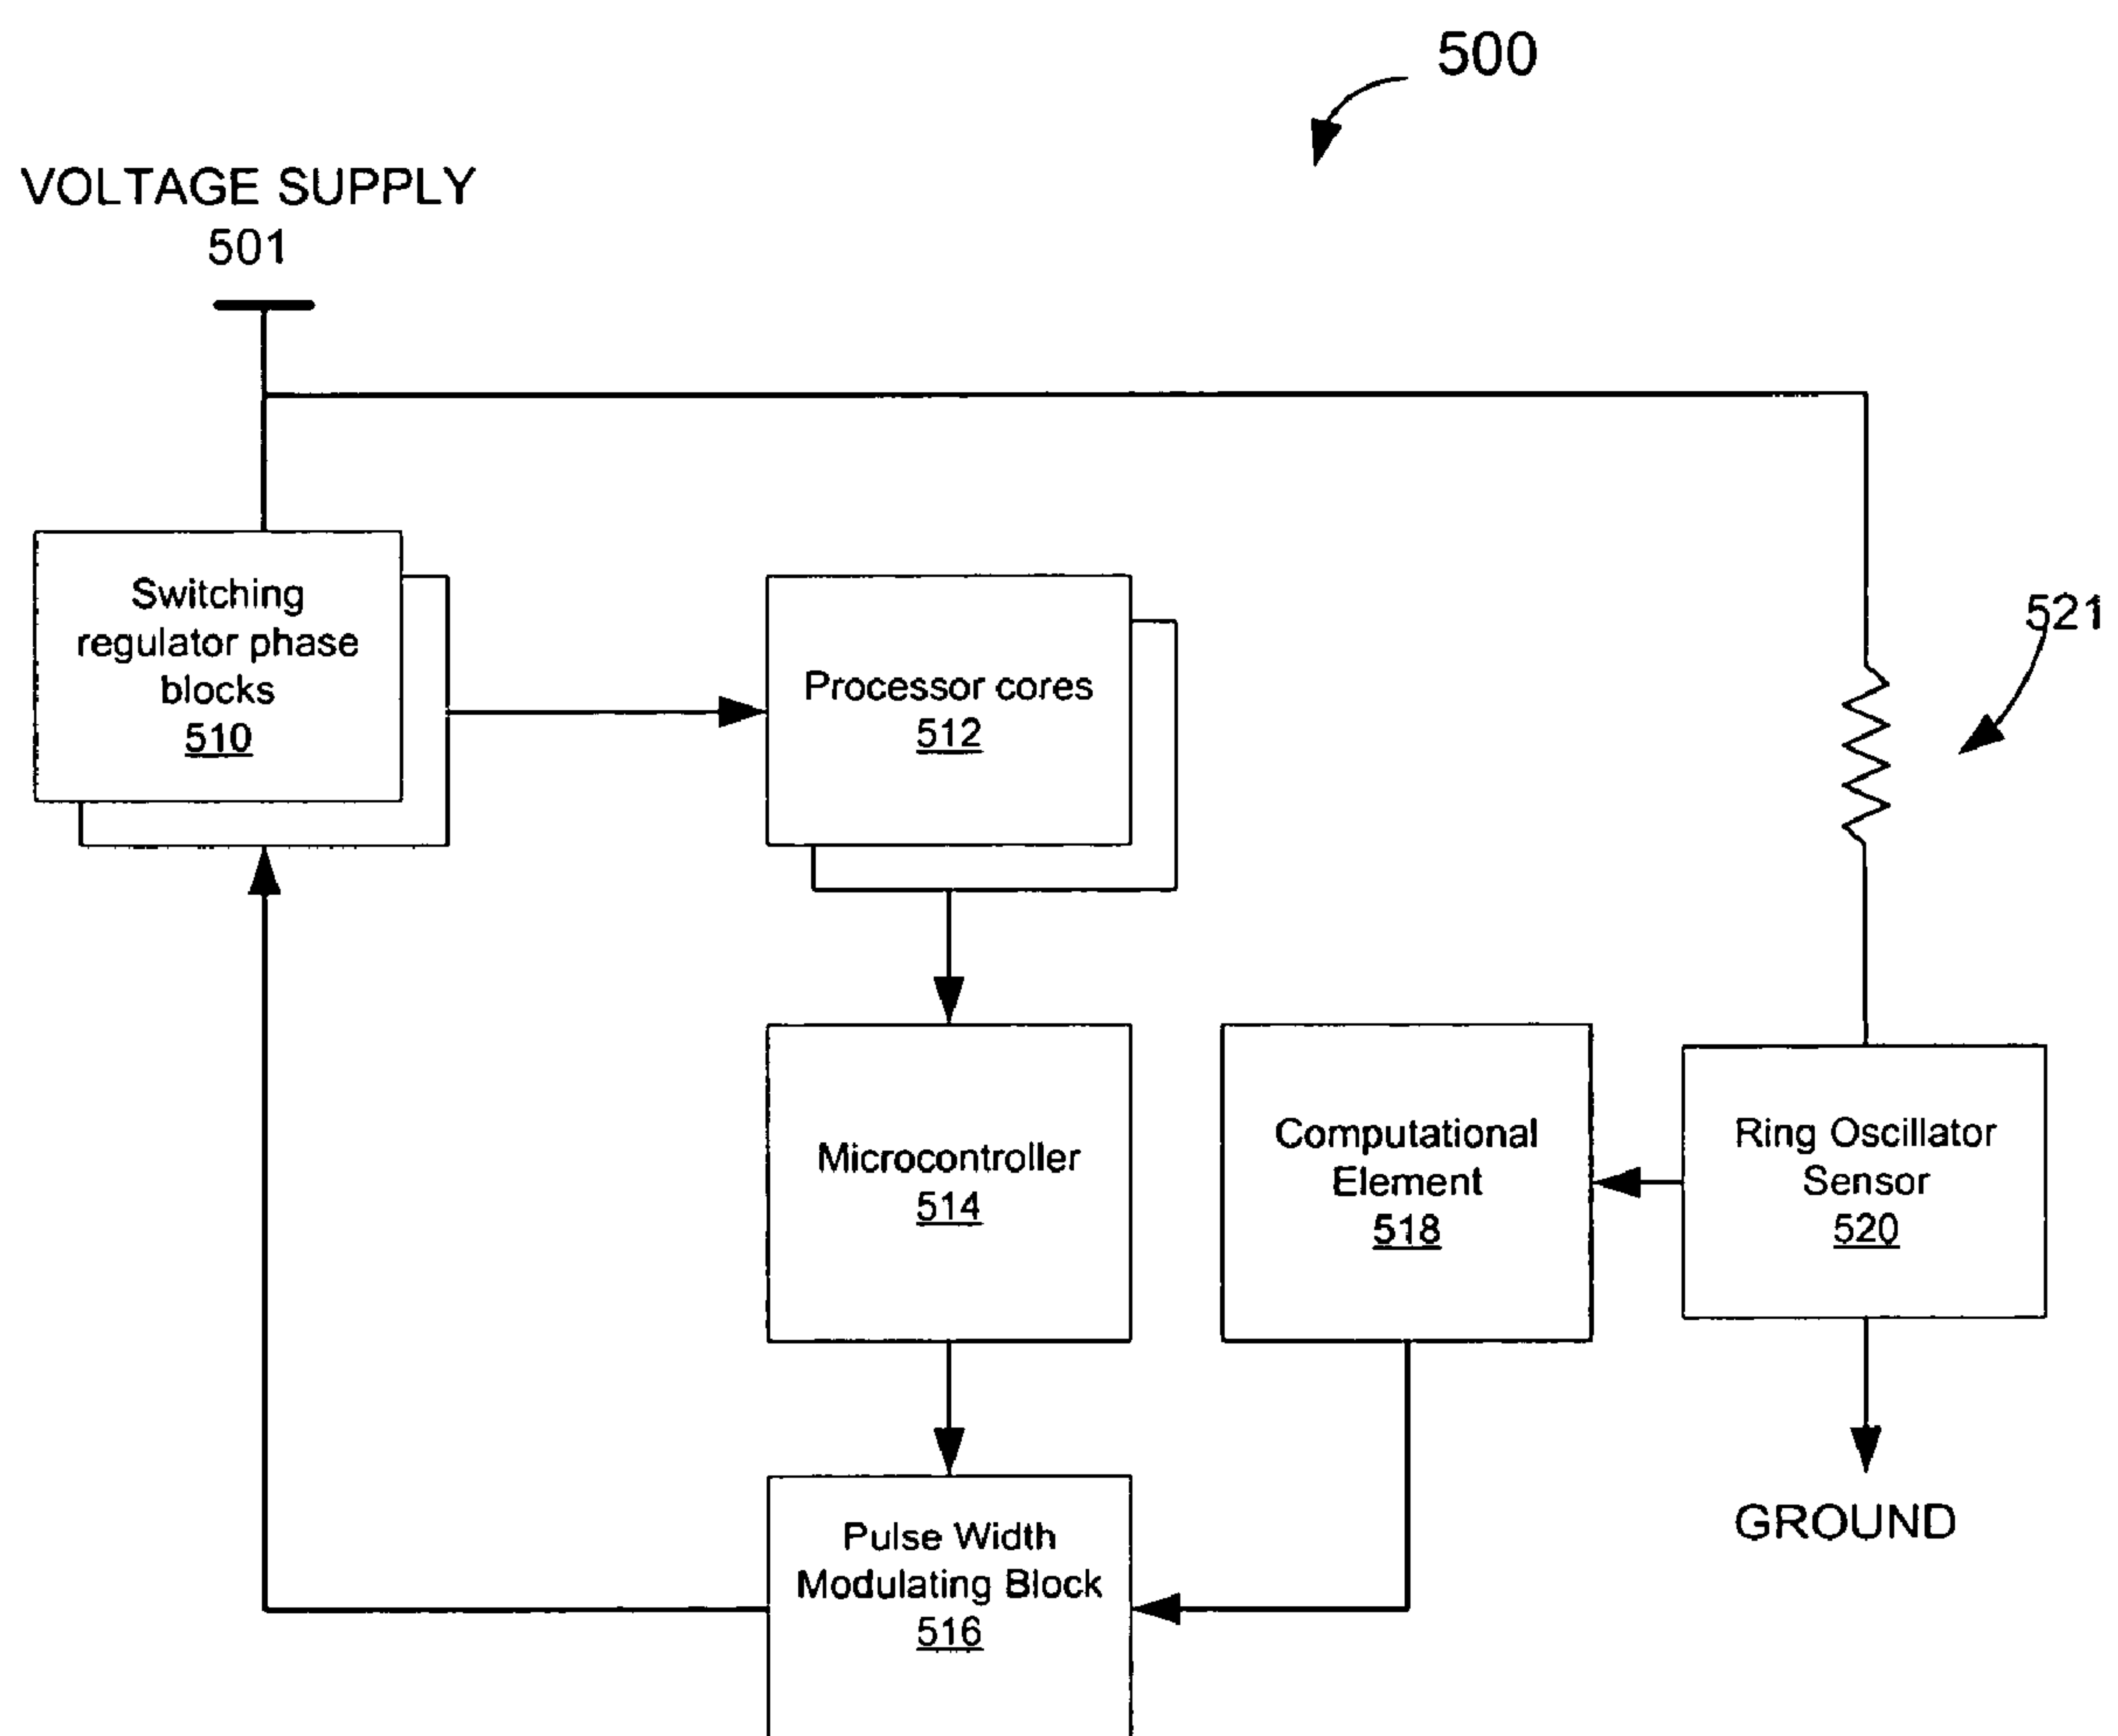 500
VOLTAGE SUPPLY
501
Switching
regulator phase
blocks
510
Processor cores
512
521
Microcontroller
514
Computational
Element
518
Ring Oscillator
Sensor
520
Pulse Width
Modulating Block
516
GROUND